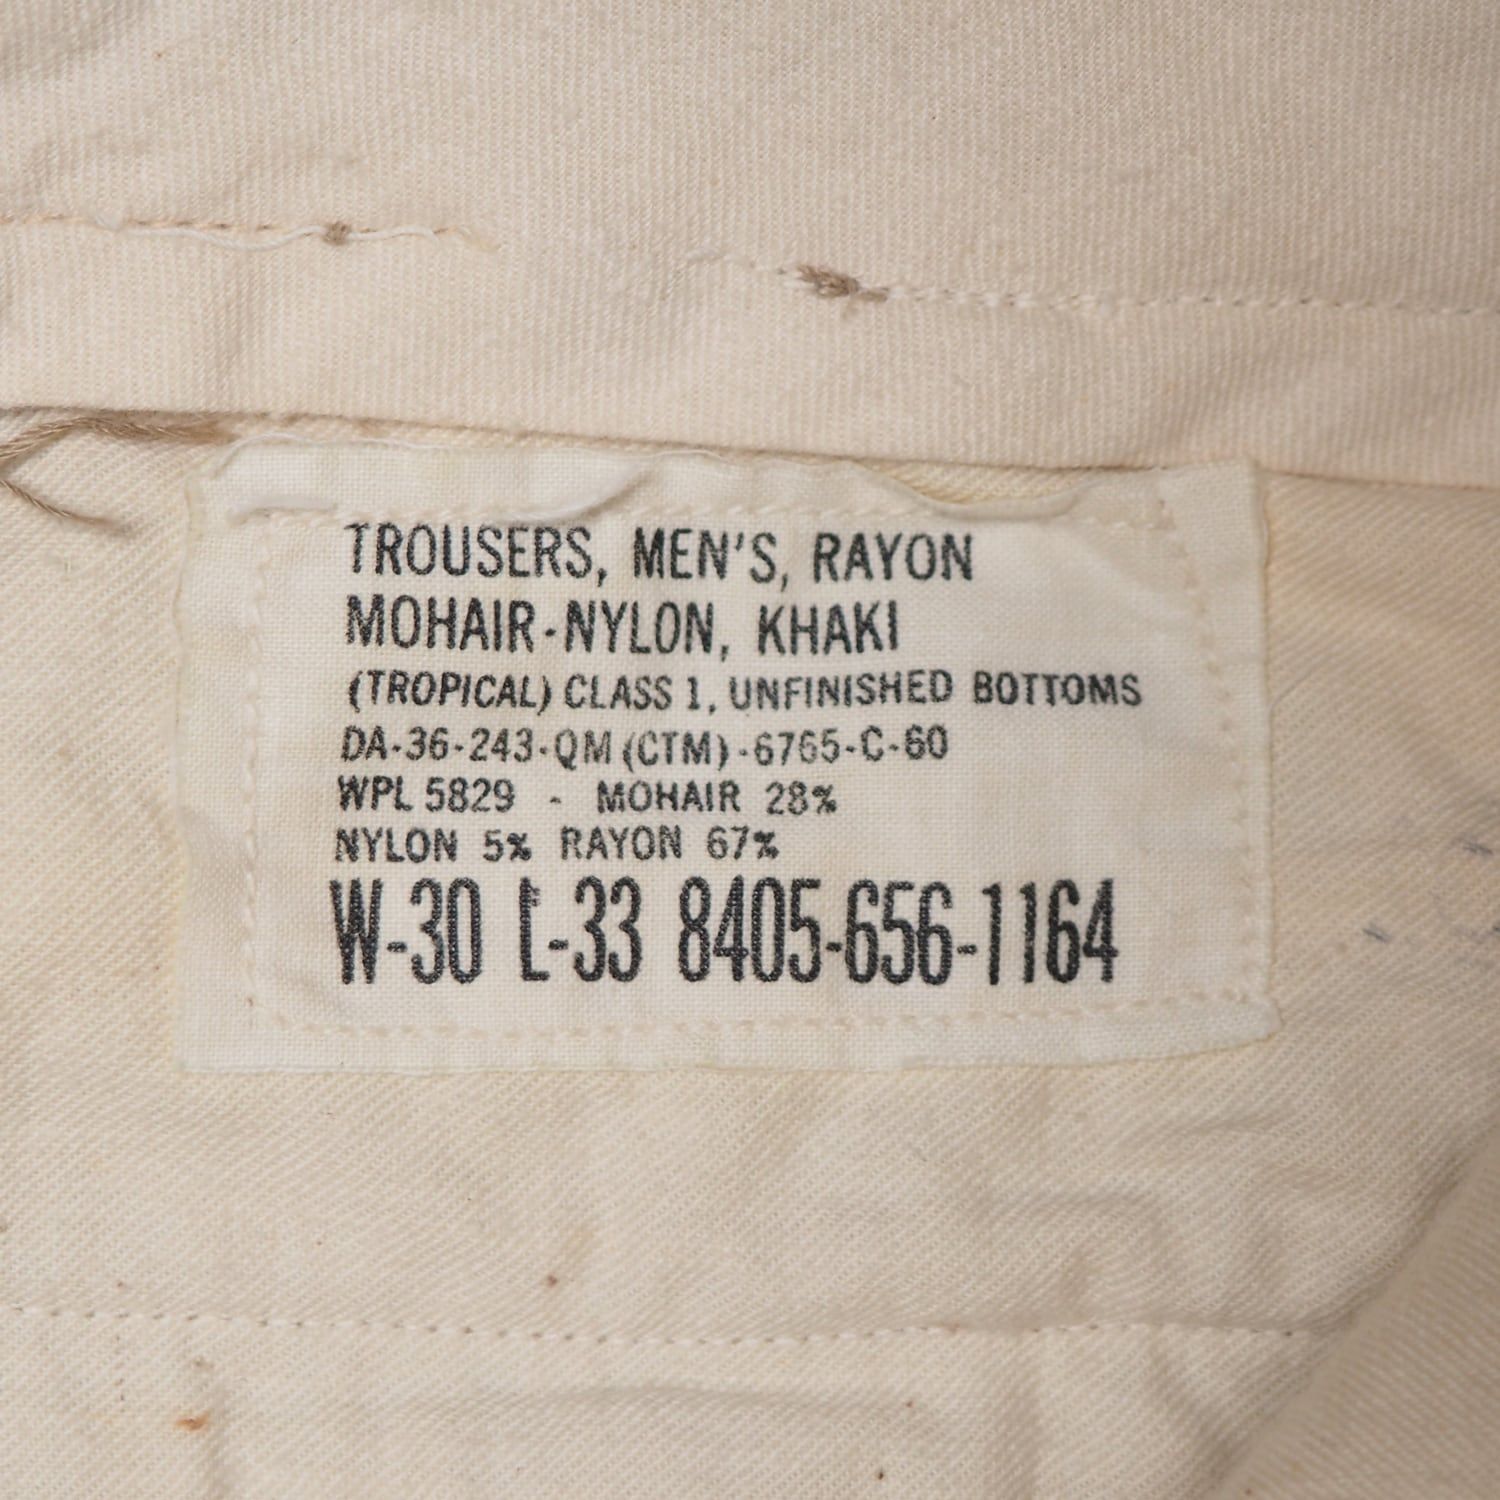 TROUSERS, MEN'S, RAYON
MOHAIR-NYLON, KHAKI
(TROPICAL) CLASS 1, UNFINISHED BOTTOMS
DA-36-243-QM (CTM)-6765-C-60
WPL 5829 - MOHAIR 28%
NYLON 5% RAYON 67%
W-30 L-33 8405-656-1164